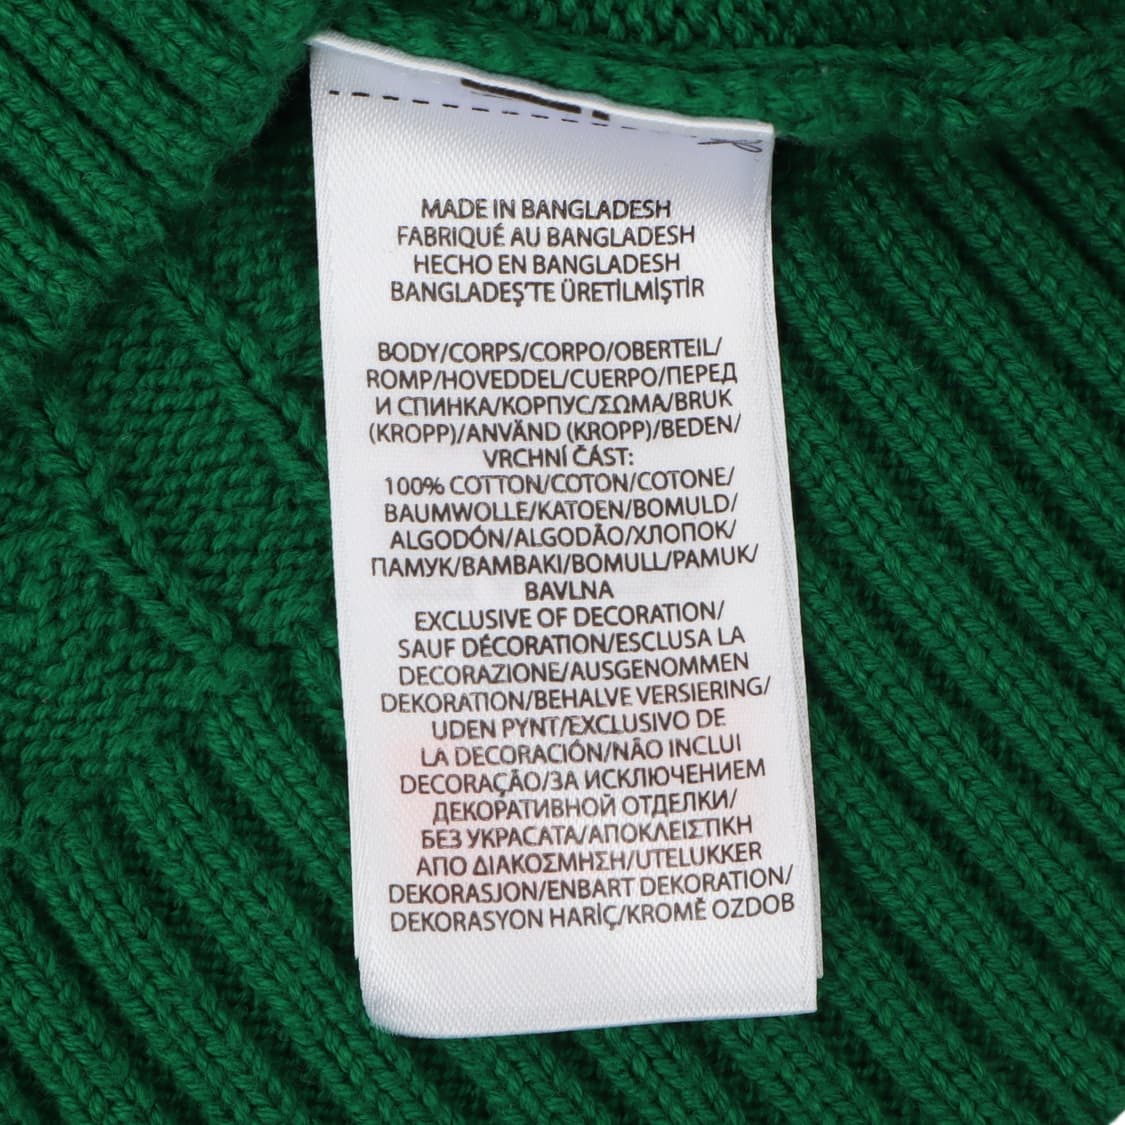 MADE IN BANGLADESH
FABRIQUÉ AU BANGLADESH
HECHO EN BANGLADESH
BANGLADEŞ'TE ÜRETİLMİŞTİR
BODY/CORPS/CORPO/OBERTEIL/
ROMP/HOVEDDEL/CUERPO/ПЕРЕД
И СПИНКА/КОРПУС/ΣΩΜΑ/BRUK
(KROPP)/ANVÄND (KROPP)/BEDEN/
VRCHNÍ ČÁST:
100% COTTON/COTON/COTONE/
BAUMWOLLE/KATOEN/BOMULD/
ALGODÓN/ALGODÃO/ХЛОПОК/
ПАМУК/ΒΑΜΒΑΚΙ/BOMULL/PAMUK/
BAVLNA
EXCLUSIVE OF DECORATION/
SAUF DÉCORATION/ESCLUSA LA
DECORAZIONE/AUSGENOMMEN
DEKORATION/BEHALVE VERSIERING/
UDEN PYNT/EXCLUSIVO DE
LA DECORACIÓN/NÃO INCLUI
DECORAÇÃO/ЗА ИСКЛЮЧЕНИЕМ
ДЕКОРАТИВНОЙ ОТДЕЛКИ/
БЕЗ УКРАСАТА/ΑΠΟΚΛΕΙΣΤΙΚΗ
ΑΠΟ ΔΙΑΚΟΣΜΗΣΗ/UTELUKKER
DEKORASJON/ENBART DEKORATION/
DEKORASYON HARİÇ/KROMĚ OZDOB